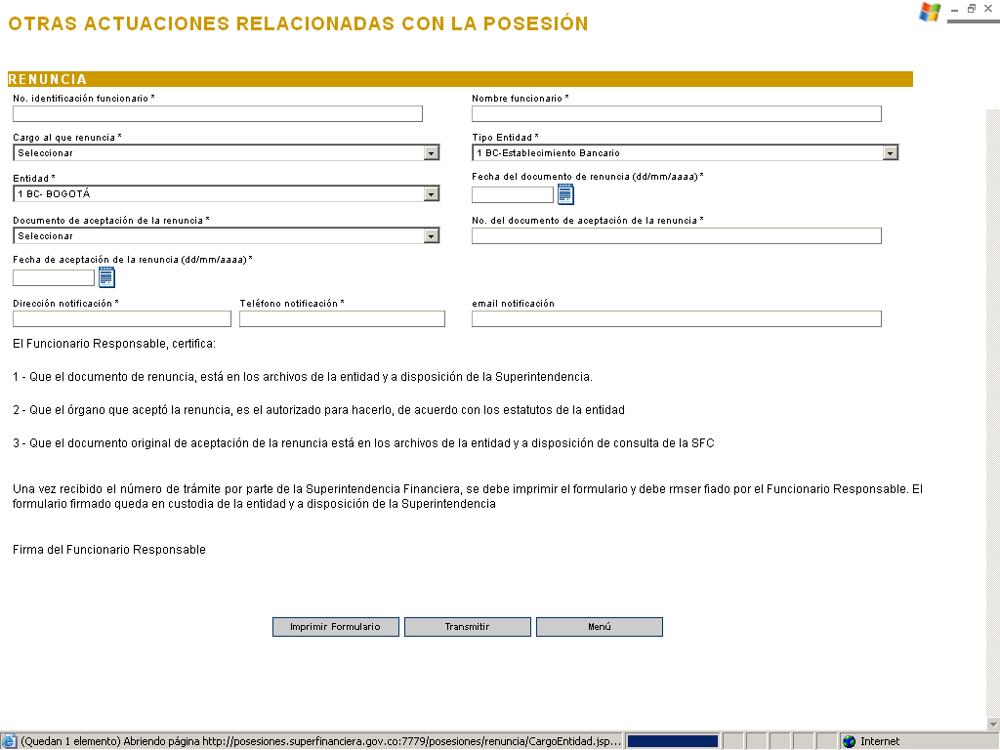 OTRAS ACTUACIONES RELACIONADAS CON LA POSESIÓN
RENUNCIA
No. identificación funcionario *
Nombre funcionario *
Cargo al que renuncia *
Tipo Entidad *
Seleccionar
1 BC-Establecimiento Bancario
Entidad *
Fecha del documento de renuncia (dd/mm/aaaa) *
1 BC- BOGOTÁ
Documento de aceptación de la renuncia *
No. del documento de aceptación de la renuncia *
Seleccionar
Fecha de aceptación de la renuncia (dd/mm/aaaa) *
Dirección notificación *
Teléfono notificación *
email notificación
El Funcionario Responsable, certifica:
1 - Que el documento de renuncia, está en los archivos de la entidad y a disposición de la Superintendencia.
2 - Que el órgano que aceptó la renuncia, es el autorizado para hacerlo, de acuerdo con los estatutos de la entidad
3 - Que el documento original de aceptación de la renuncia está en los archivos de la entidad y a disposición de consulta de la SFC
Una vez recibido el número de trámite por parte de la Superintendencia Financiera, se debe imprimir el formulario y debe rmser fiado por el Funcionario Responsable. El
formulario firmado queda en custodia de la entidad y a disposición de la Superintendencia
Firma del Funcionario Responsable
Imprimir Formulario
Transmitir
Menú
(Quedan 1 elemento) Abriendo página http://posesiones.superfinanciera.gov.co:7779/posesiones/renuncia/CargoEntidad.jsp...
Internet